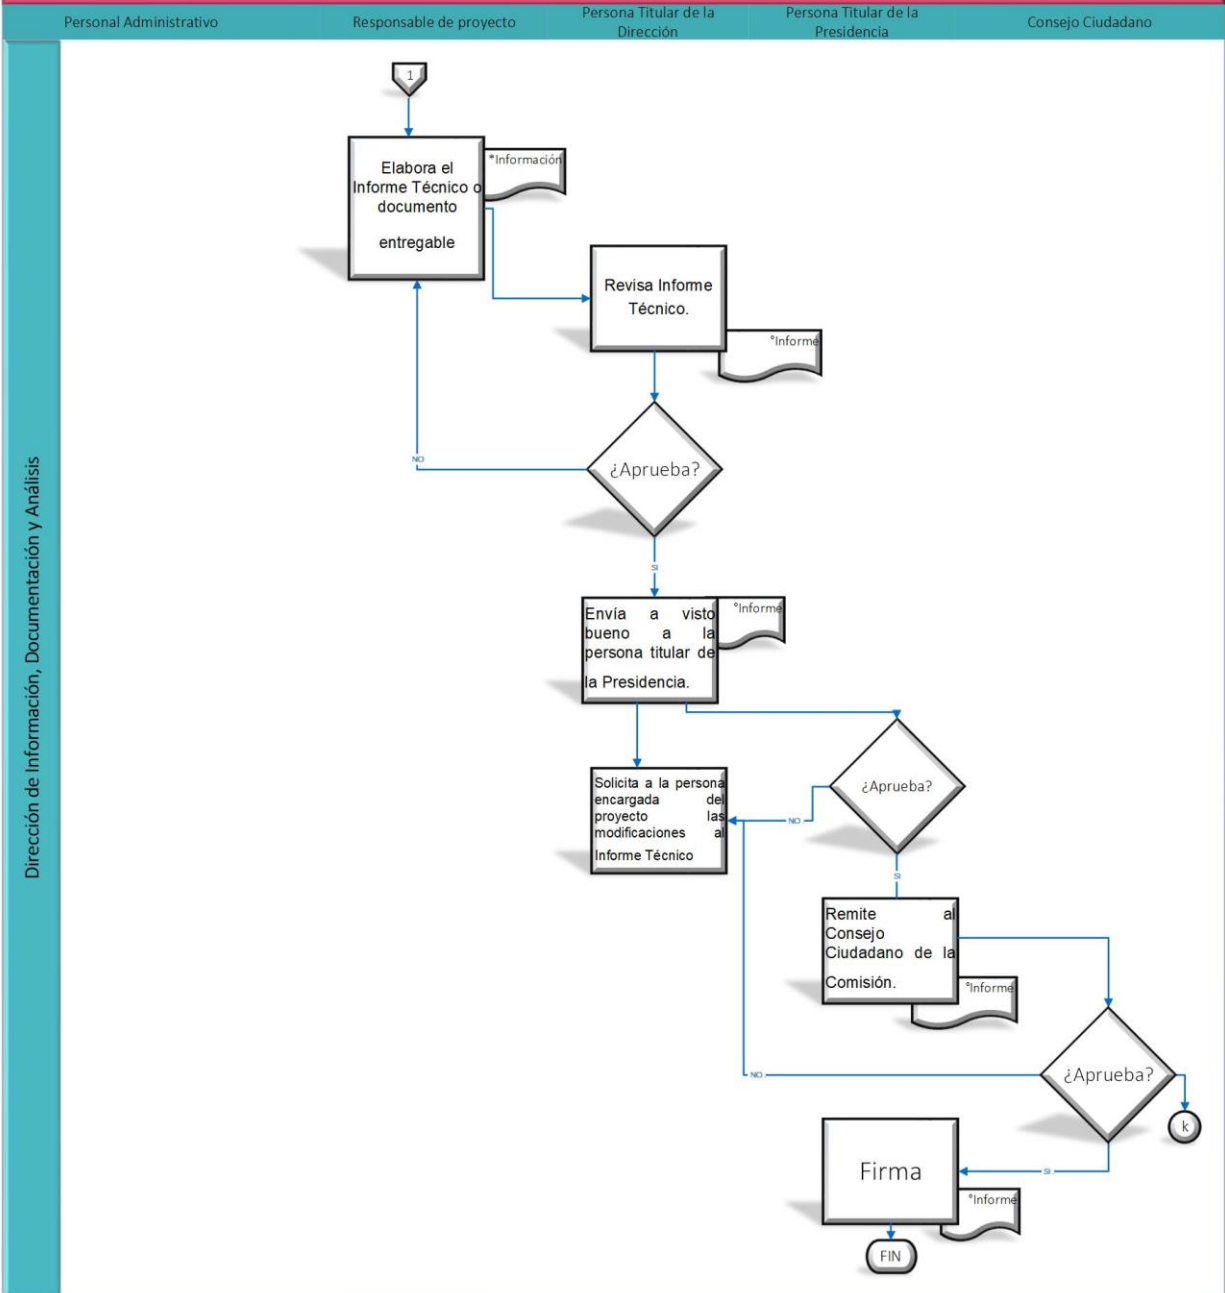 Personal Administrativo
Responsable de proyecto
Persona Titular de la
Dirección
Persona Titular de la
Presidencia
Consejo Ciudadano
Dirección de Información, Documentación y Análisis
1
Elabora el
Informe Técnico o
documento
entregable
*Información
Revisa Informe
Técnico.
°Informe
¿Aprueba?
NO
SI
Envía a visto
bueno a la
persona titular de
la Presidencia.
°Informe
Solicita a la persona
encargada del
proyecto las
modificaciones al
Informe Técnico
¿Aprueba?
NO
SI
Remite al
Consejo
Ciudadano de la
Comisión.
°Informe
¿Aprueba?
NO
k
SI
Firma
°Informe
FIN